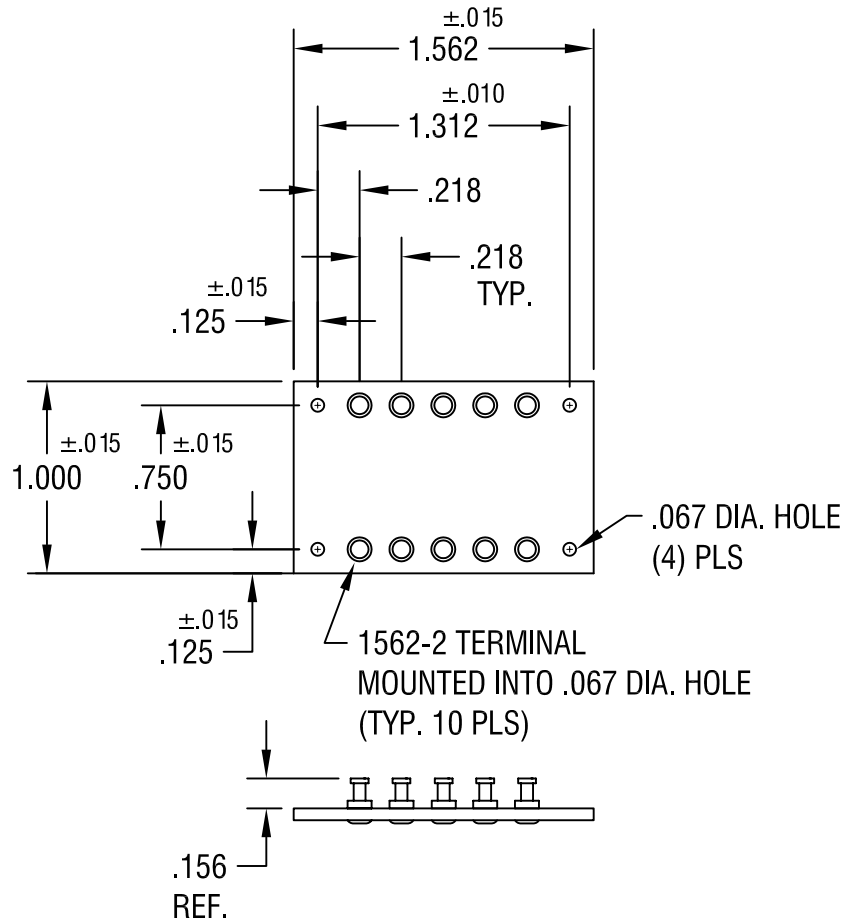 ±.015
1.562
±.010
1.312
.218
.218
TYP.
±.015
.125
±.015
1.000
±.015
.750
.067 DIA. HOLE
(4) PLS
±.015
.125
1562-2 TERMINAL
MOUNTED INTO .067 DIA. HOLE
(TYP. 10 PLS)
.156
REF.